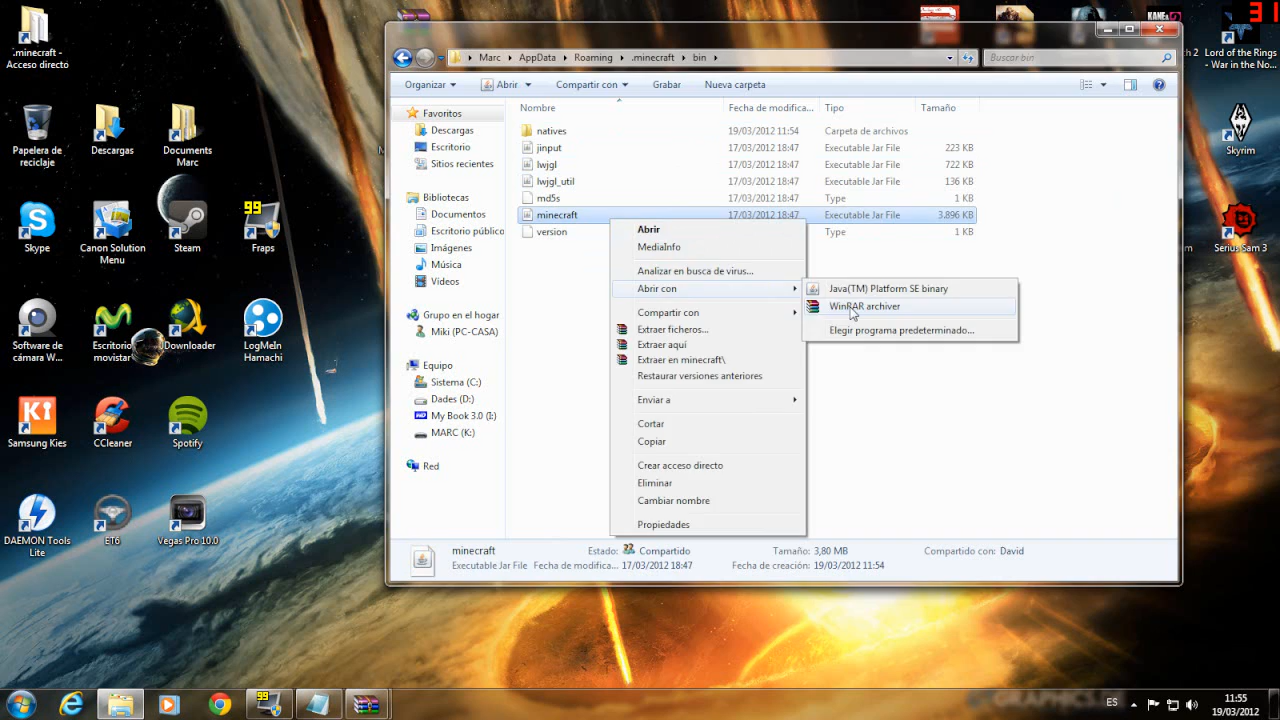 .minecraft -
Acceso directo
Papelera de
reciclaje
Descargas
Documents
Marc
Skype
Canon Solution
Menu
Steam
99
Fraps
Software de
cámara W...
Escritorio
movistar
Downloader
LogMeIn
Hamachi
Samsung Kies
CCleaner
Spotify
DAEMON Tools
Lite
ET6
Vegas Pro 10.0
31
KANE&
Lord of the Rings
- War in the No...
Skyrim
Serious Sam 3
Marc
AppData
Roaming
.minecraft
bin
Buscar bin
Organizar
Abrir
Compartir con
Grabar
Nueva carpeta
Favoritos
Descargas
Escritorio
Sitios recientes
Bibliotecas
Documentos
Escritorio público
Imágenes
Música
Vídeos
Grupo en el hogar
Miki (PC-CASA)
Equipo
Sistema (C:)
Dades (D:)
My Book 3.0 (I:)
MARC (K:)
Red
Nombre Fecha de modifica... Tipo Tamaño
natives 19/03/2012 11:54 Carpeta de archivos
jinput 17/03/2012 18:47 Executable Jar File 223 KB
lwjgl 17/03/2012 18:47 Executable Jar File 722 KB
lwjgl_util 17/03/2012 18:47 Executable Jar File 136 KB
md5s 17/03/2012 18:47 Type 1 KB
minecraft 17/03/2012 18:47 Executable Jar File 3.896 KB
version Type 1 KB
Abrir
MediaInfo
Analizar en busca de virus...
Abrir con
Compartir con
Extraer ficheros...
Extraer aquí
Extraer en minecraft\
Restaurar versiones anteriores
Enviar a
Cortar
Copiar
Crear acceso directo
Eliminar
Cambiar nombre
Propiedades
Java(TM) Platform SE binary
WinRAR archiver
Elegir programa predeterminado...
minecraft Estado: Compartido Tamaño: 3,80 MB Compartido con: David
Executable Jar File Fecha de modifica... 17/03/2012 18:47 Fecha de creación: 19/03/2012 11:54
99
ES
11:55
19/03/2012